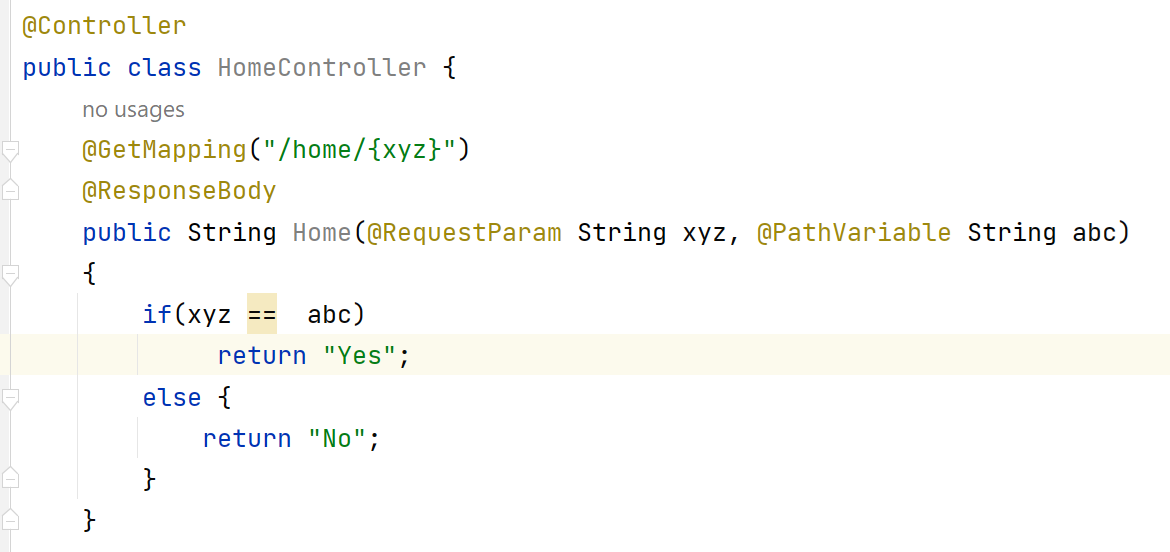 @Controller
public class HomeController {
no usages
@GetMapping("/home/{xyz}")
@ResponseBody
public String Home(@RequestParam String xyz, @PathVariable String abc)
{
if(xyz ==  abc)
return "Yes";
else {
return "No";
}
}